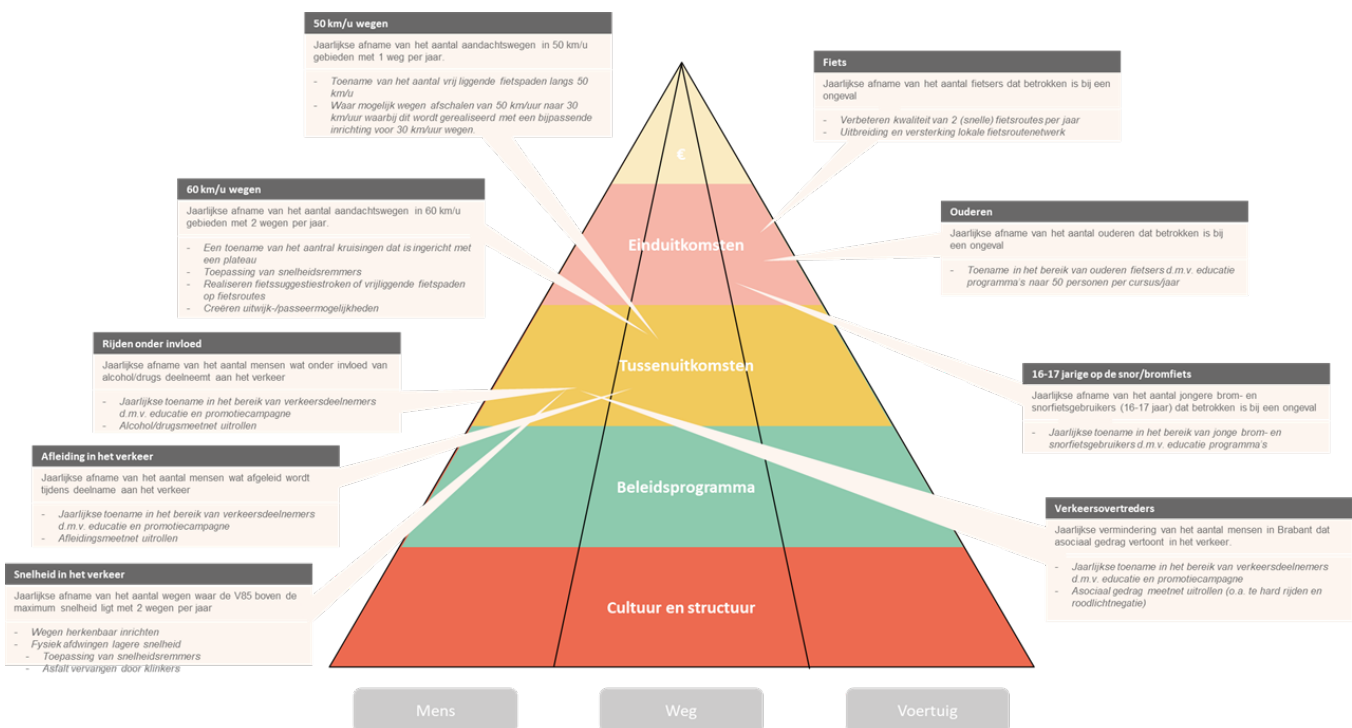 50 km/u wegen
Jaarlijkse afname van het aantal aandachtswegen in 50 km/u
gebieden met 1 weg per jaar.
- Toename van het aantal vrij liggende fietspaden langs 50
km/u
- Waar mogelijk wegen afschalen van 50 km/uur naar 30
km/uur waarbij dit wordt gerealiseerd met een bijpassende
inrichting voor 30 km/uur wegen.
60 km/u wegen
Jaarlijkse afname van het aantal aandachtswegen in 60 km/u
gebieden met 2 wegen per jaar.
- Een toename van het aantral kruisingen dat is ingericht met
een plateau
- Toepassing van snelheidsremmers
- Realiseren fietssuggestiestroken of vrijliggende fietspaden
op fietsroutes
- Creëren uitwijk-/passeermogelijkheden
Rijden onder invloed
Jaarlijkse afname van het aantal mensen wat onder invloed van
alcohol/drugs deelneemt aan het verkeer
- Jaarlijkse toename in het bereik van verkeersdeelnemers
d.m.v. educatie en promotiecampagne
- Alcohol/drugsmeetnet uitrollen
Afleiding in het verkeer
Jaarlijkse afname van het aantal mensen wat afgeleid wordt
tijdens deelname aan het verkeer
- Jaarlijkse toename in het bereik van verkeersdeelnemers
d.m.v. educatie en promotiecampagne
- Afleidingsmeetnet uitrollen
Snelheid in het verkeer
Jaarlijkse afname van het aantal wegen waar de V85 boven de
maximum snelheid ligt met 2 wegen per jaar
- Wegen herkenbaar inrichten
- Fysiek afdwingen lagere snelheid
- Toepassing van snelheidsremmers
- Asfalt vervangen door klinkers
€
Einduitkomsten
Tussenuitkomsten
Beleidsprogramma
Cultuur en structuur
Fiets
Jaarlijkse afname van het aantal fietsers dat betrokken is bij een
ongeval
- Verbeteren kwaliteit van 2 (snelle) fietsroutes per jaar
- Uitbreiding en versterking lokale fietsroutenetwerk
Ouderen
Jaarlijkse afname van het aantal ouderen dat betrokken is bij
een ongeval
- Toename in het bereik van ouderen fietsers d.m.v. educatie
programma's naar 50 personen per cursus/jaar
16-17 jarige op de snor/bromfiets
Jaarlijkse afname van het aantal jongere brom- en
snorfietsgebruikers (16-17 jaar) dat betrokken is bij een ongeval
- Jaarlijkse toename in het bereik van jonge brom- en
snorfietsgebruikers d.m.v. educatie programma's
Verkeersovertreders
Jaarlijkse vermindering van het aantal mensen in Brabant dat
asociaal gedrag vertoont in het verkeer.
- Jaarlijkse toename in het bereik van verkeersdeelnemers
d.m.v. educatie en promotiecampagne
- Asociaal gedrag meetnet uitrollen (o.a. te hard rijden en
roodlichtnegatie)
Mens
Weg
Voertuig